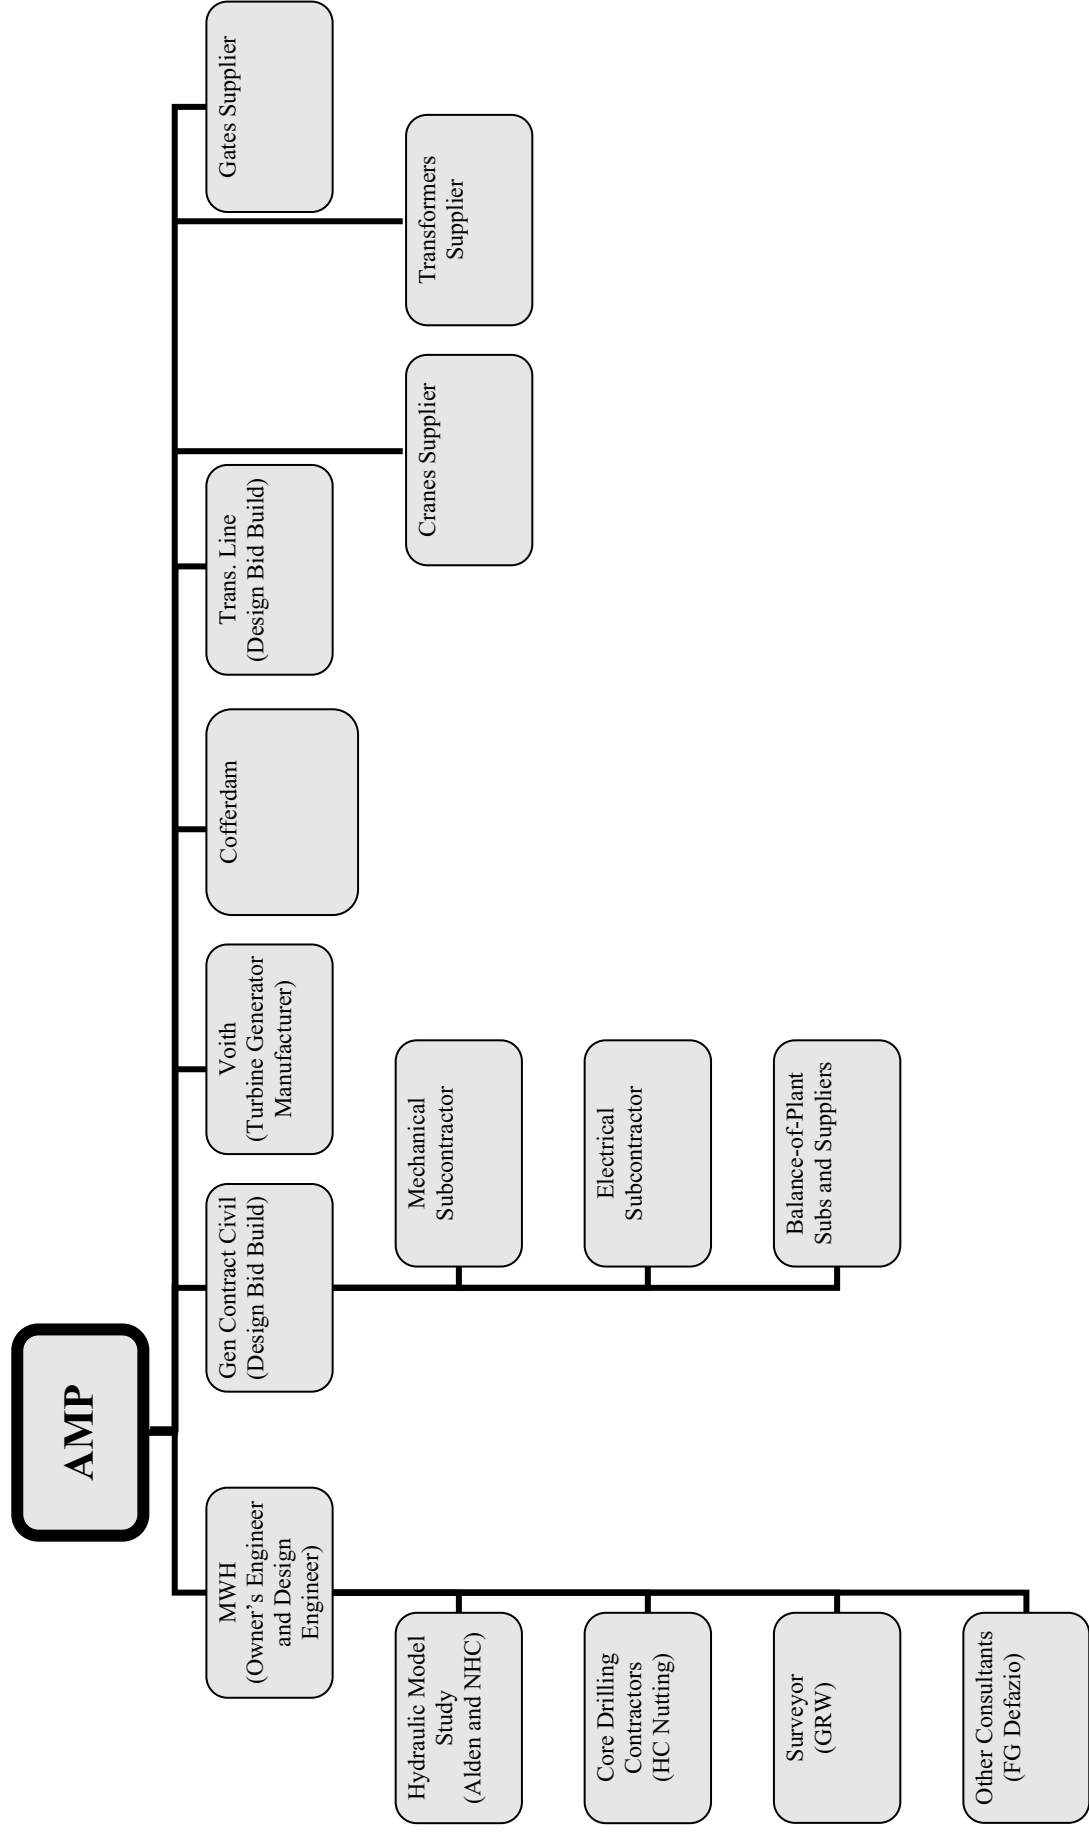 AMP
MWH
(Owner’s Engineer
and Design
Engineer)
Gen Contract Civil
(Design Bid Build)
Voith
(Turbine Generator
Manufacturer)
Cofferdam
Trans. Line
(Design Bid Build)
Gates Supplier
Cranes Supplier
Transformers
Supplier
Hydraulic Model
Study
(Alden and NHC)
Core Drilling
Contractors
(HC Nutting)
Surveyor
(GRW)
Other Consultants
(FG Defazio)
Mechanical
Subcontractor
Electrical
Subcontractor
Balance-of-Plant
Subs and Suppliers